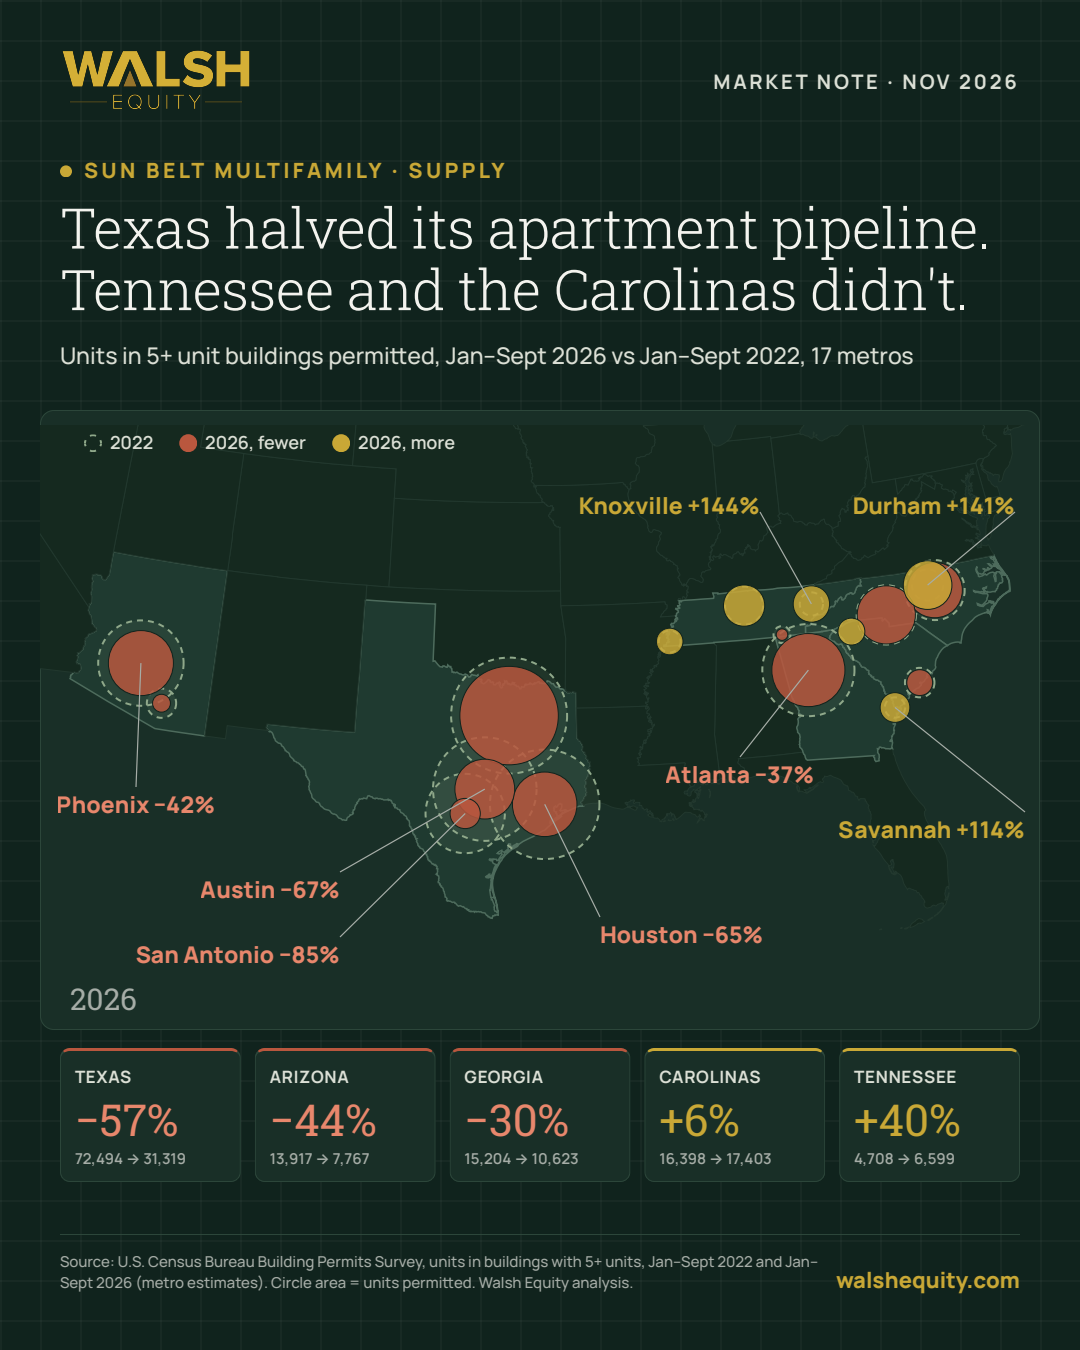 WALSH
EQUITY
MARKET NOTE · NOV 2026
SUN BELT MULTIFAMILY · SUPPLY
Texas halved its apartment pipeline.
Tennessee and the Carolinas didn't.
Units in 5+ unit buildings permitted, Jan–Sept 2026 vs Jan–Sept 2022, 17 metros
2022
2026, fewer
2026, more
Knoxville +144%
Durham +141%
Atlanta −37%
Phoenix −42%
Savannah +114%
Austin −67%
Houston −65%
San Antonio −85%
2026
TEXAS
−57%
72,494 → 31,319
ARIZONA
−44%
13,917 → 7,767
GEORGIA
−30%
15,204 → 10,623
CAROLINAS
+6%
16,398 → 17,403
TENNESSEE
+40%
4,708 → 6,599
Source: U.S. Census Bureau Building Permits Survey, units in buildings with 5+ units, Jan–Sept 2022 and Jan–
Sept 2026 (metro estimates). Circle area = units permitted. Walsh Equity analysis.
walshequity.com